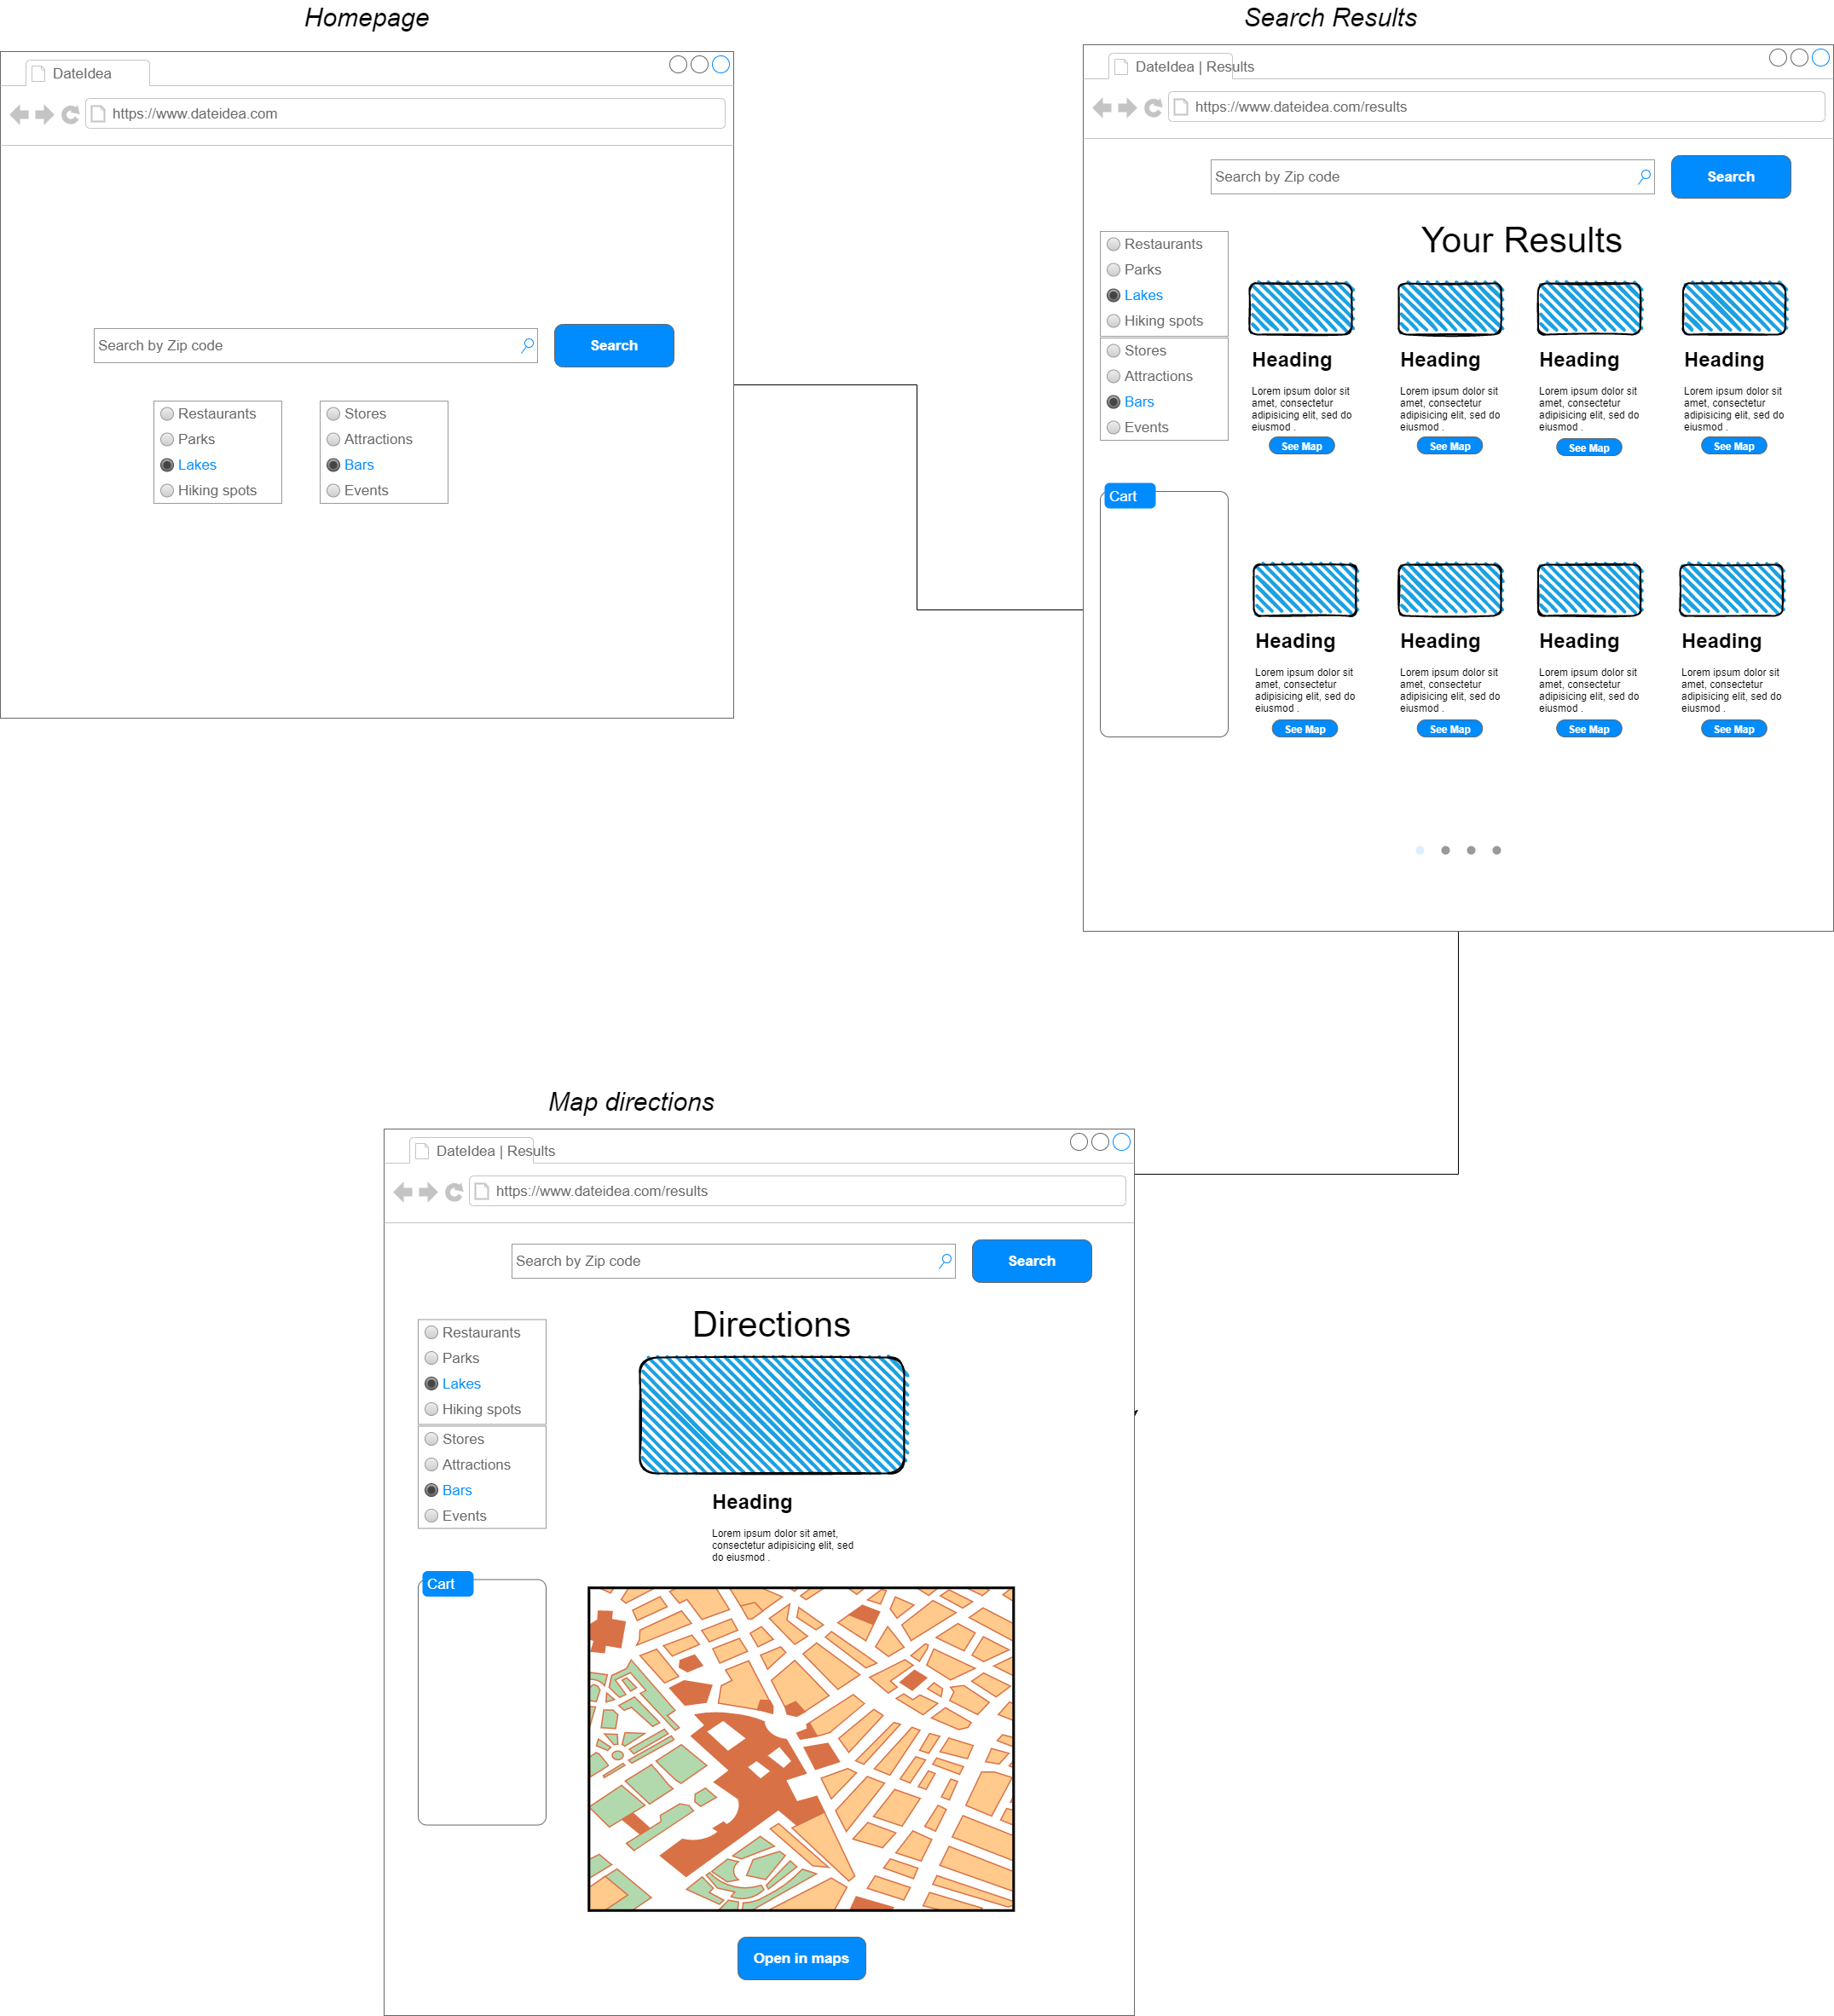 Homepage
DateIdea
https://www.dateidea.com
Search by Zip code
Search
Restaurants
Parks
Lakes
Hiking spots
Stores
Attractions
Bars
Events
Search Results
DateIdea | Results
https://www.dateidea.com/results
Search by Zip code
Search
Restaurants
Parks
Lakes
Hiking spots
Stores
Attractions
Bars
Events
Cart
Your Results
Heading
Lorem ipsum dolor sit
amet, consectetur
adipisicing elit, sed do
eiusmod .
See Map
Heading
Lorem ipsum dolor sit
amet, consectetur
adipisicing elit, sed do
eiusmod .
See Map
Heading
Lorem ipsum dolor sit
amet, consectetur
adipisicing elit, sed do
eiusmod .
See Map
Heading
Lorem ipsum dolor sit
amet, consectetur
adipisicing elit, sed do
eiusmod .
See Map
Heading
Lorem ipsum dolor sit
amet, consectetur
adipisicing elit, sed do
eiusmod .
See Map
Heading
Lorem ipsum dolor sit
amet, consectetur
adipisicing elit, sed do
eiusmod .
See Map
Heading
Lorem ipsum dolor sit
amet, consectetur
adipisicing elit, sed do
eiusmod .
See Map
Heading
Lorem ipsum dolor sit
amet, consectetur
adipisicing elit, sed do
eiusmod .
See Map
Map directions
DateIdea | Results
https://www.dateidea.com/results
Search by Zip code
Search
Restaurants
Parks
Lakes
Hiking spots
Stores
Attractions
Bars
Events
Cart
Directions
Heading
Lorem ipsum dolor sit amet,
consectetur adipisicing elit, sed
do eiusmod .
Open in maps